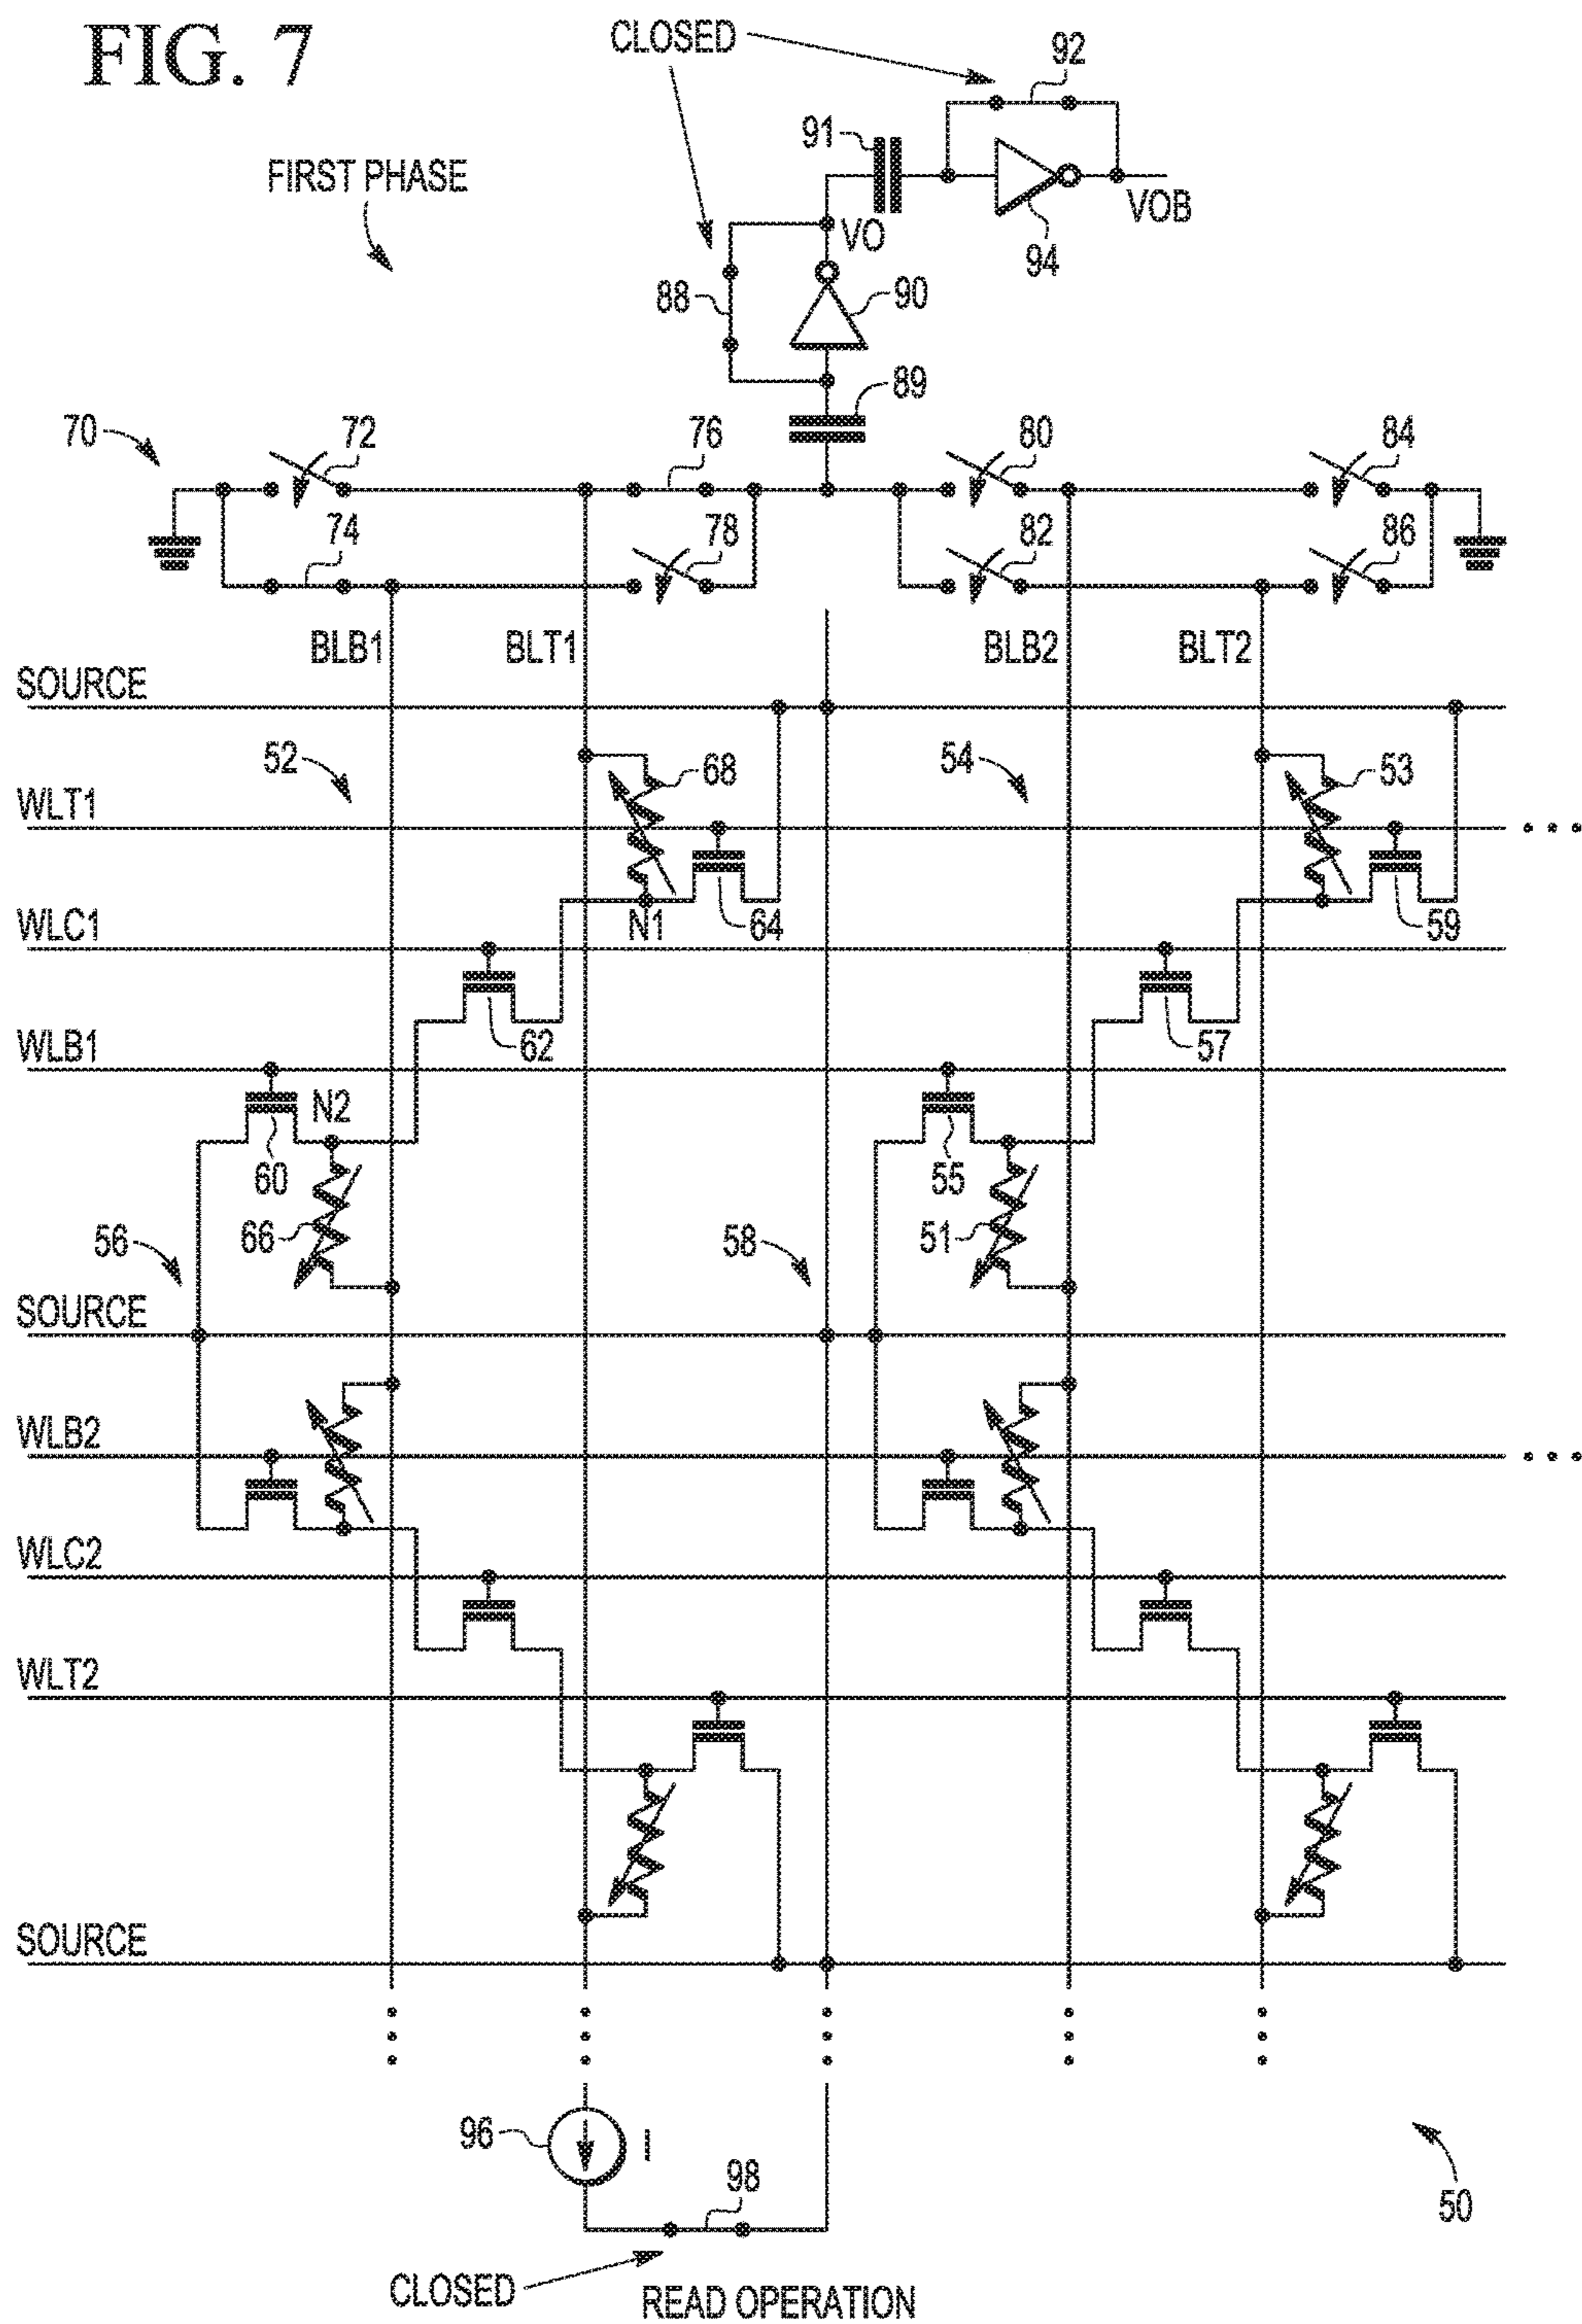 FIG. 7
CLOSED
92
91
FIRST PHASE
VO
VOB
94
88
90
89
70
72
76
80
84
74
78
82
86
BLB1
BLT1
BLB2
BLT2
SOURCE
52
68
54
53
WLT1
WLC1
N1
64
59
62
57
WLB1
N2
60
55
56
66
58
51
SOURCE
WLB2
WLC2
WLT2
SOURCE
96
I
98
50
CLOSED
READ OPERATION